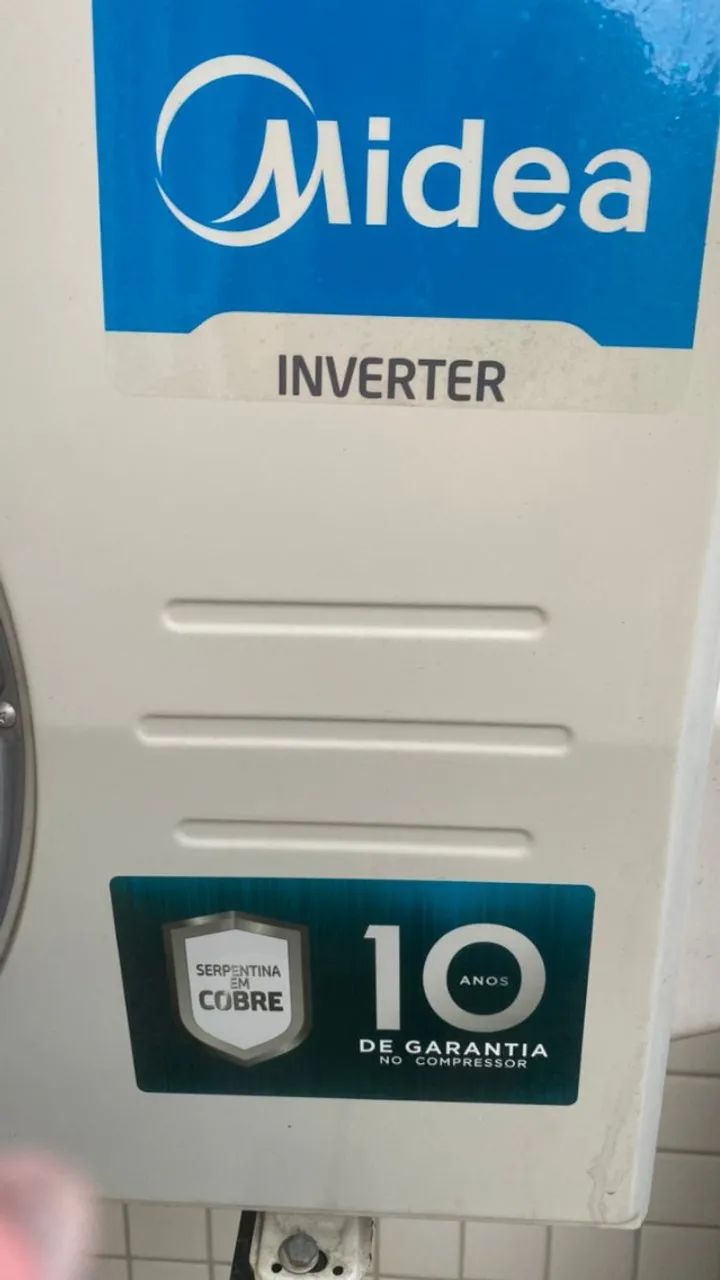 Midea
INVERTER
SERPENTINA
EM
COBRE
10
ANOS
DE GARANTIA
NO COMPRESSOR